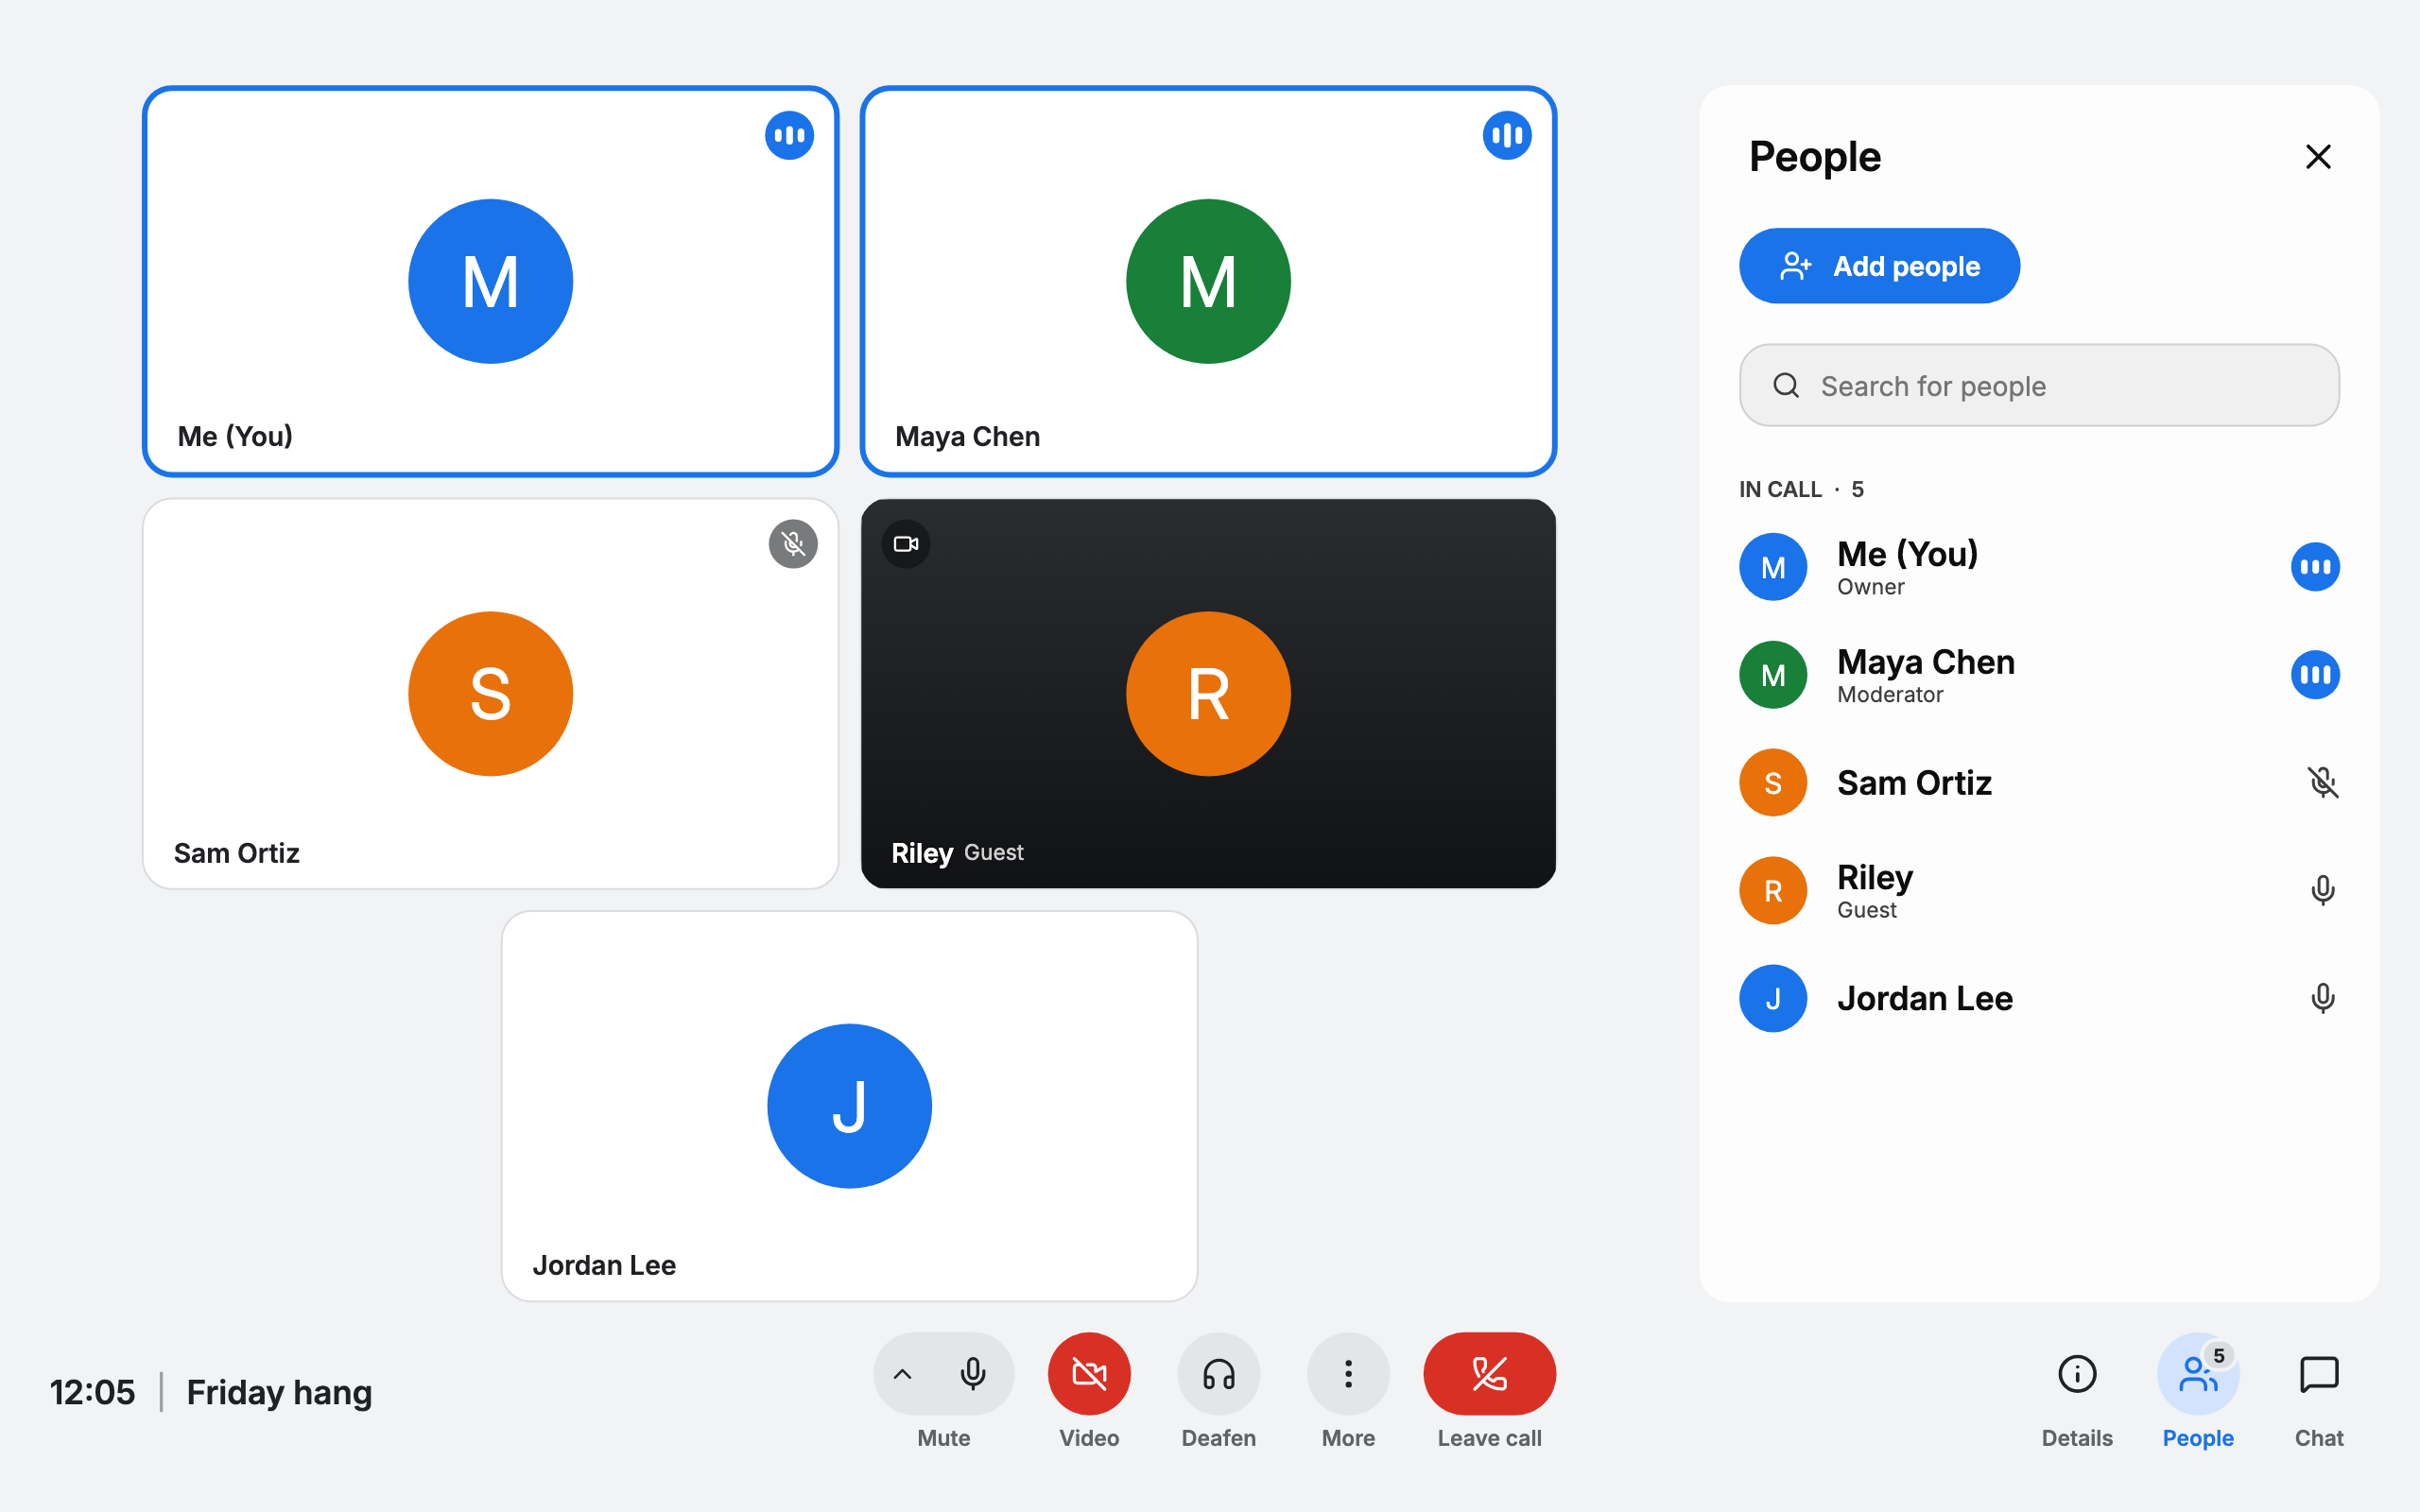 M
Me (You)
M
Maya Chen
S
Sam Ortiz
R
Riley Guest
J
Jordan Lee
People
Add people
Search for people
IN CALL · 5
M
Me (You)
Owner
M
Maya Chen
Moderator
S
Sam Ortiz
R
Riley
Guest
J
Jordan Lee
12:05
Friday hang
Mute
Video
Deafen
More
Leave call
Details
5
People
Chat